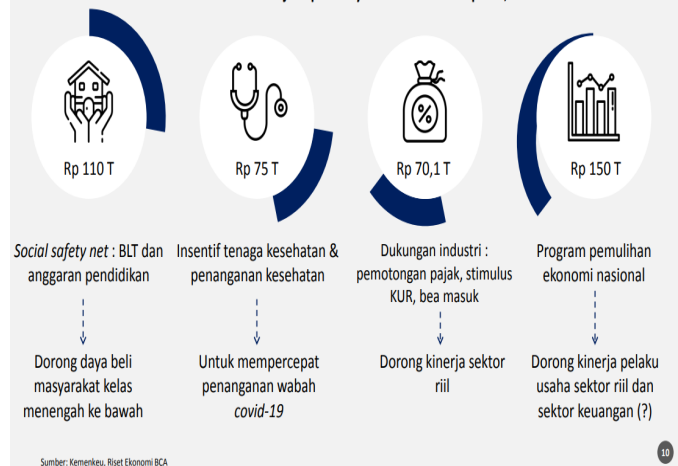 Rp 110 T
Rp 75 T
Rp 70,1 T
Rp 150 T
Social safety net : BLT dan
anggaran pendidikan
Insentif tenaga kesehatan &
penanganan kesehatan
Dukungan industri :
pemotongan pajak, stimulus
KUR, bea masuk
Program pemulihan
ekonomi nasional
Dorong daya beli
masyarakat kelas
menengah ke bawah
Untuk mempercepat
penanganan wabah
covid-19
Dorong kinerja sektor
riil
Dorong kinerja pelaku
usaha sektor riil dan
sektor keuangan (?)
Sumber: Kemenkeu, Riset Ekonomi BCA
10